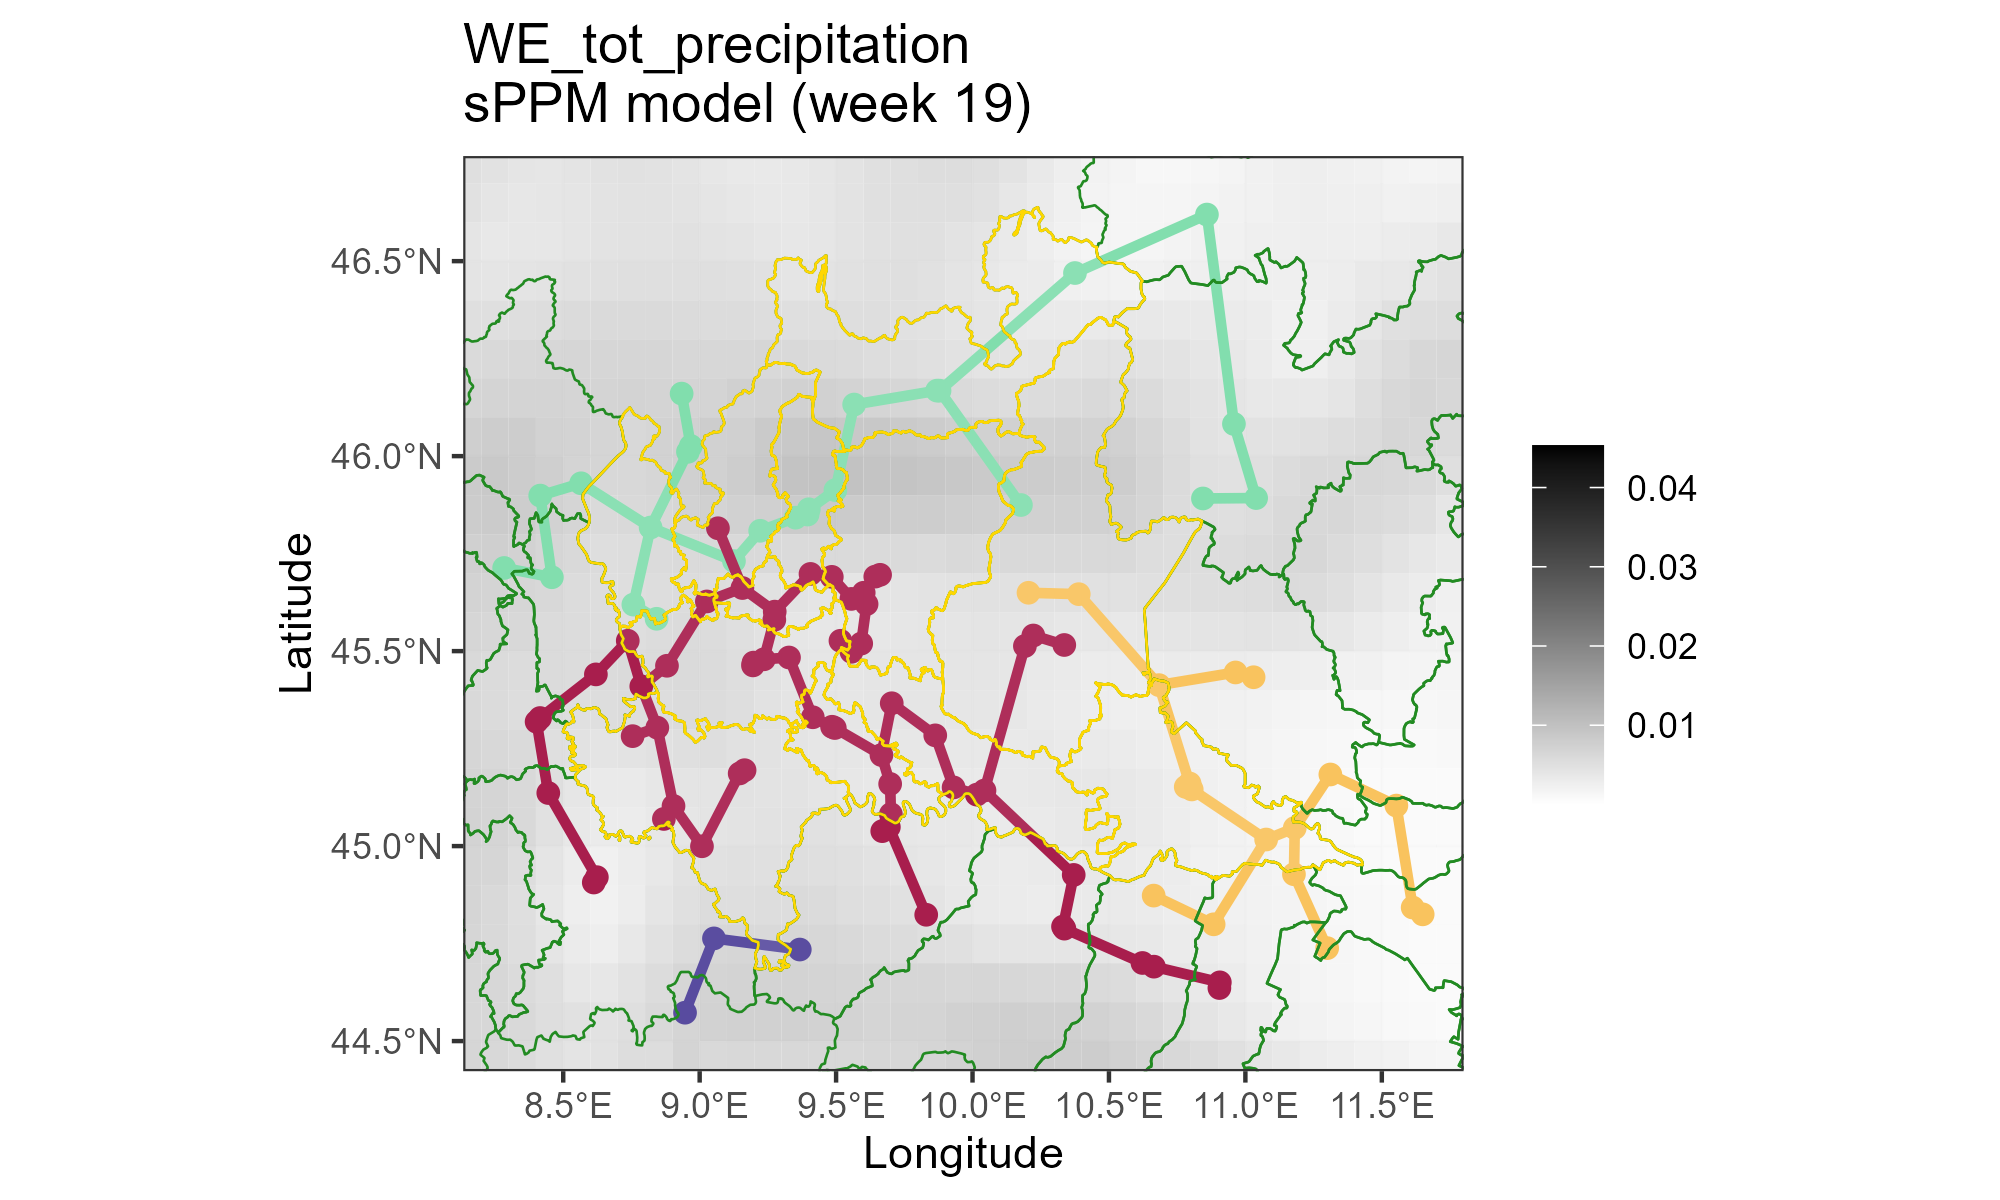 WE_tot_precipitation
sPPM model (week 19)
46.5°N
46.0°N
45.5°N
45.0°N
44.5°N
Latitude
8.5°E
9.0°E
9.5°E
10.0°E
10.5°E
11.0°E
11.5°E
Longitude
0.04
0.03
0.02
0.01